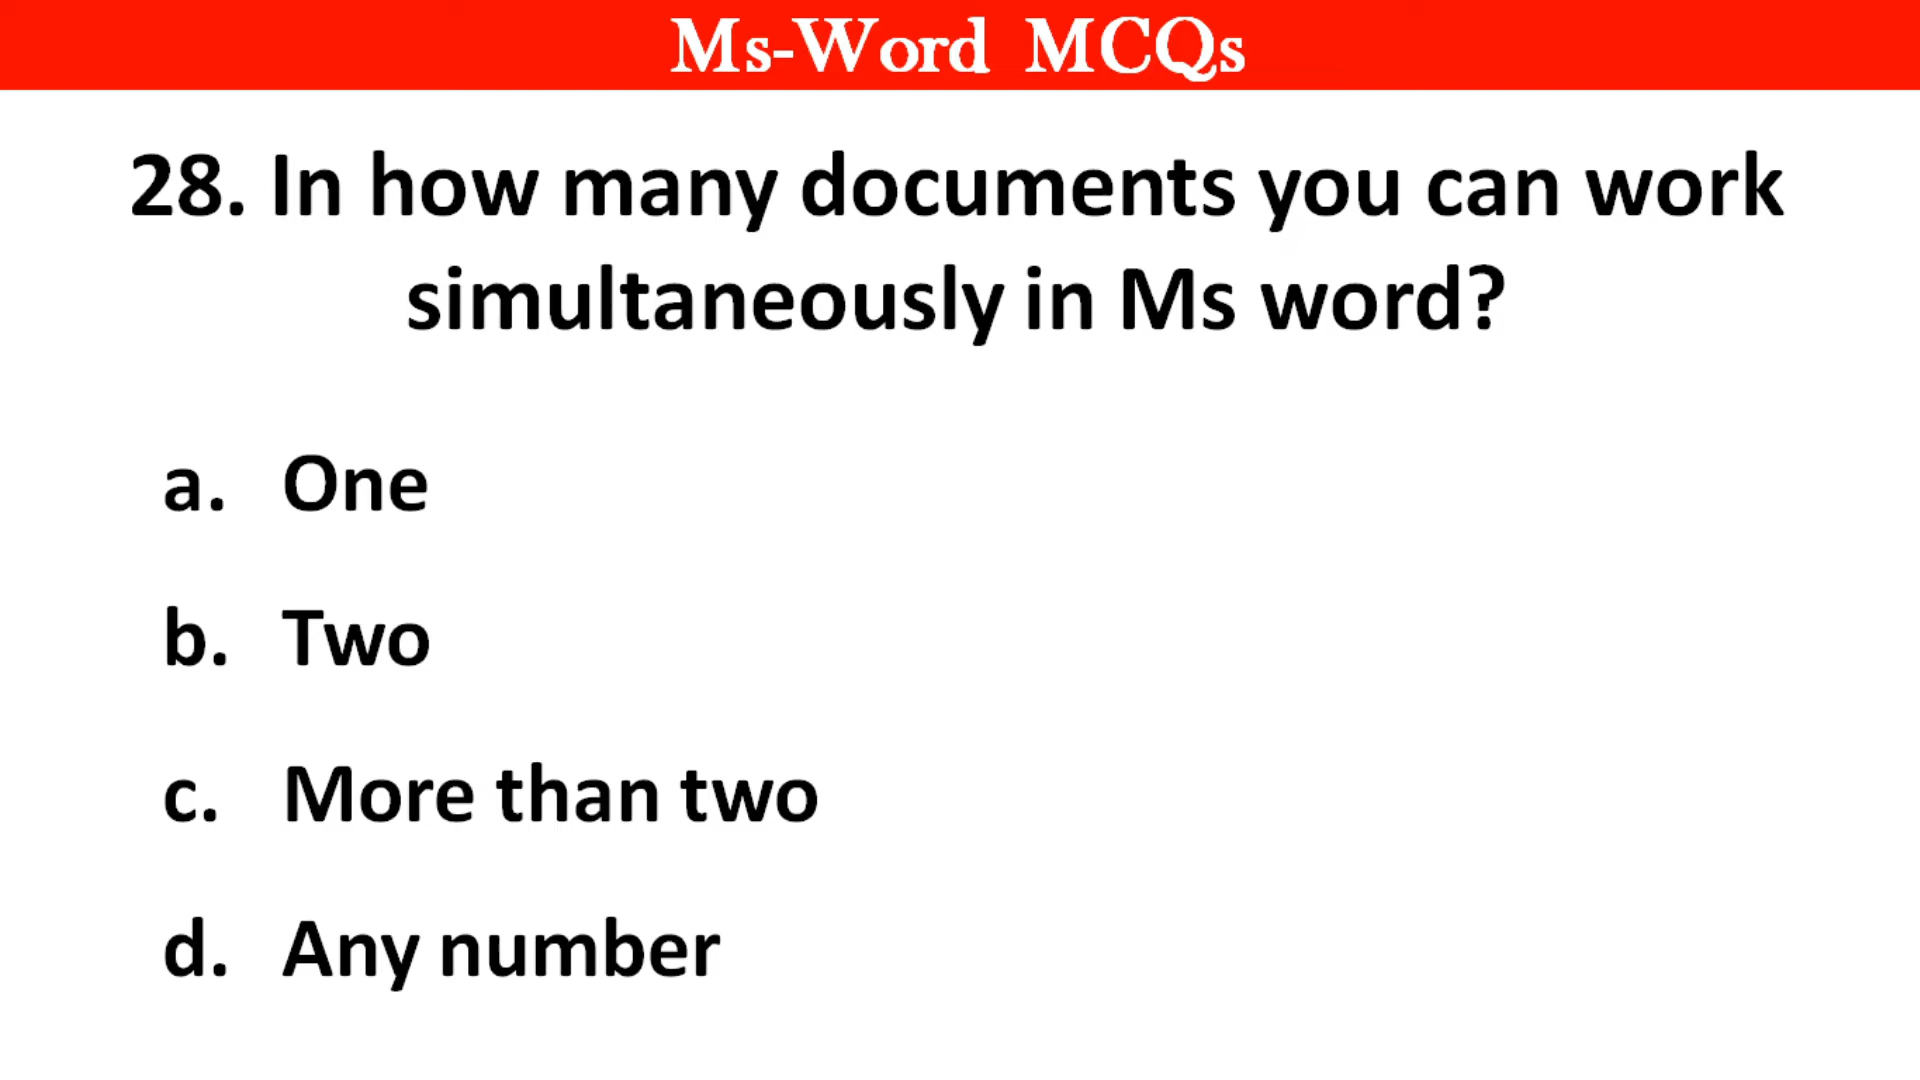 Ms-Word MCQs
28. In how many documents you can work
simultaneously in Ms word?
a. One
b. Two
c. More than two
d. Any number